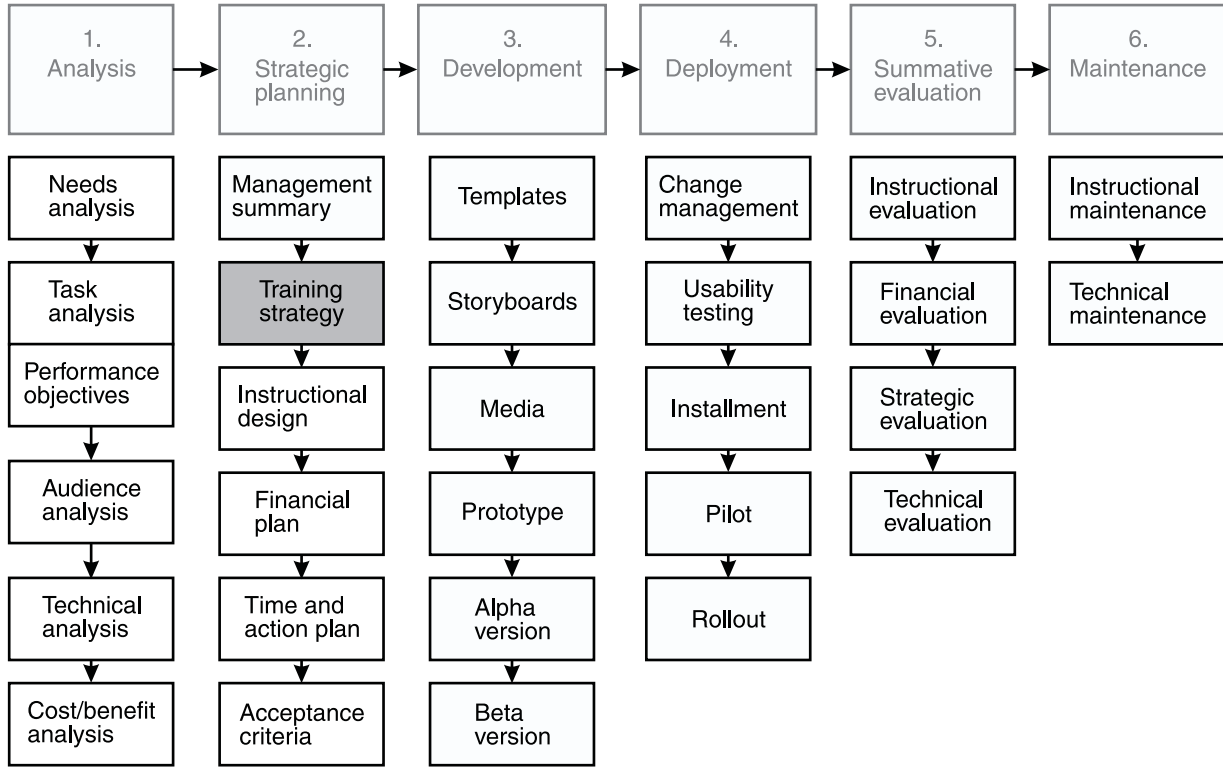 1.
Analysis
2.
Strategic
planning
3.
Development
4.
Deployment
5.
Summative
evaluation
6.
Maintenance
Needs
analysis
Task
analysis
Performance
objectives
Audience
analysis
Technical
analysis
Cost/benefit
analysis
Management
summary
Training
strategy
Instructional
design
Financial
plan
Time and
action plan
Acceptance
criteria
Templates
Storyboards
Media
Prototype
Alpha
version
Beta
version
Change
management
Usability
testing
Installment
Pilot
Rollout
Instructional
evaluation
Financial
evaluation
Strategic
evaluation
Technical
evaluation
Instructional
maintenance
Technical
maintenance